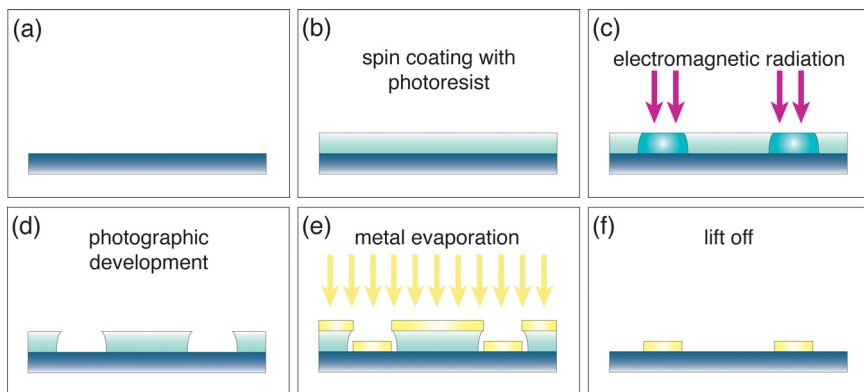 (a)
(b)
spin coating with
photoresist
(c)
electromagnetic radiation
(d)
photographic
development
(e)
metal evaporation
(f)
lift off